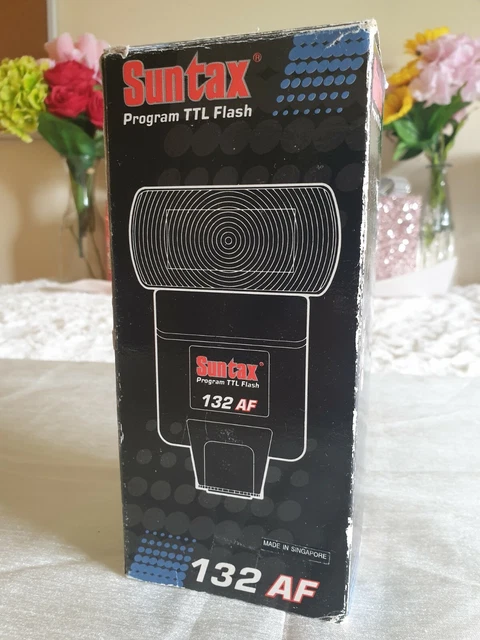 Suntax®
Program TTL Flash
Suntax
Program TTL Flash
132 AF
MADE IN SINGAPORE
132 AF